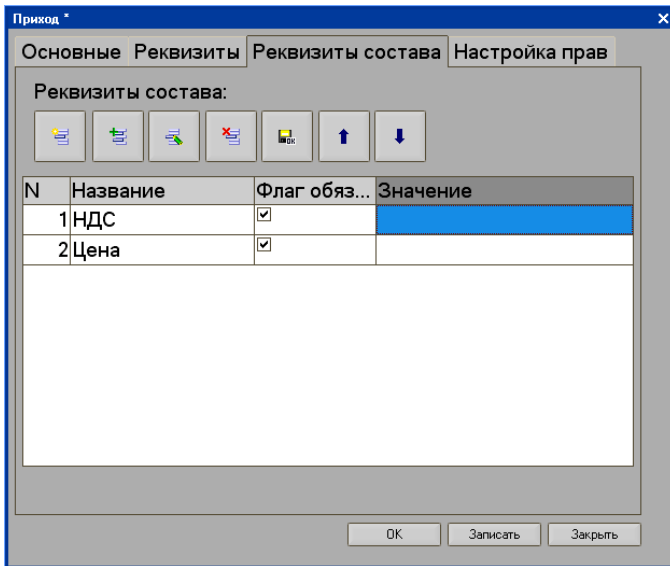 Приход *
Основные Реквизиты Реквизиты состава Настройка прав
Реквизиты состава:
OK
N Название Флаг обяз... Значение
1 НДС
2 Цена
OK Записать Закрыть